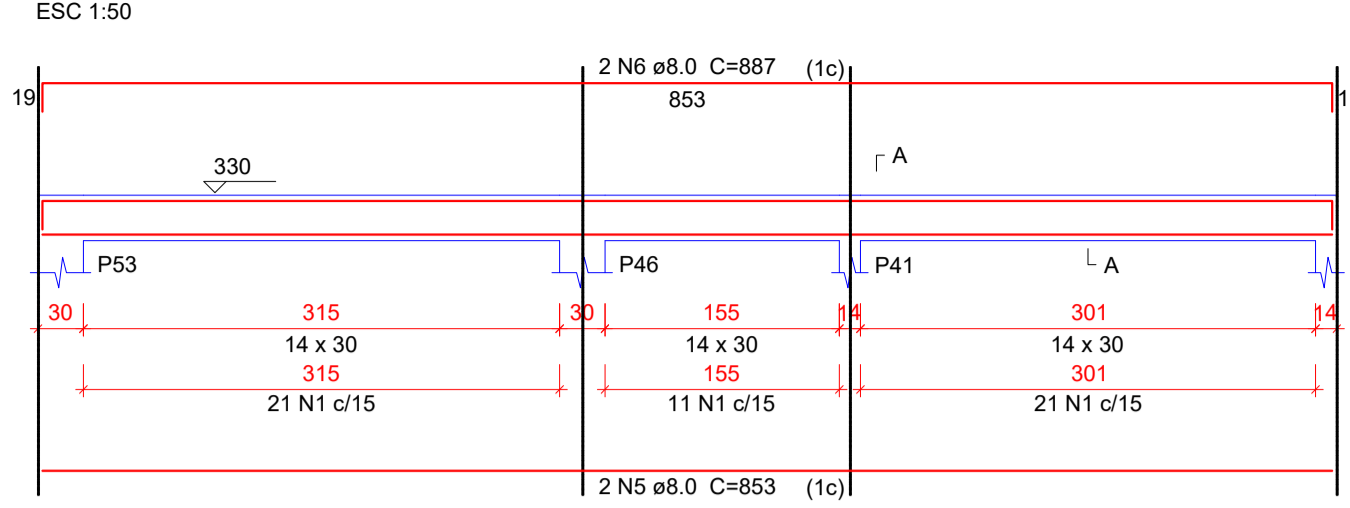 ESC 1:50
2 N6 ø8.0 C=887 (1c)
19 853 1
A
330
P53 P46 P41 A
30 315 30 155 14 301 14
14 x 30 14 x 30 14 x 30
315 155 301
21 N1 c/15 11 N1 c/15 21 N1 c/15
2 N5 ø8.0 C=853 (1c)